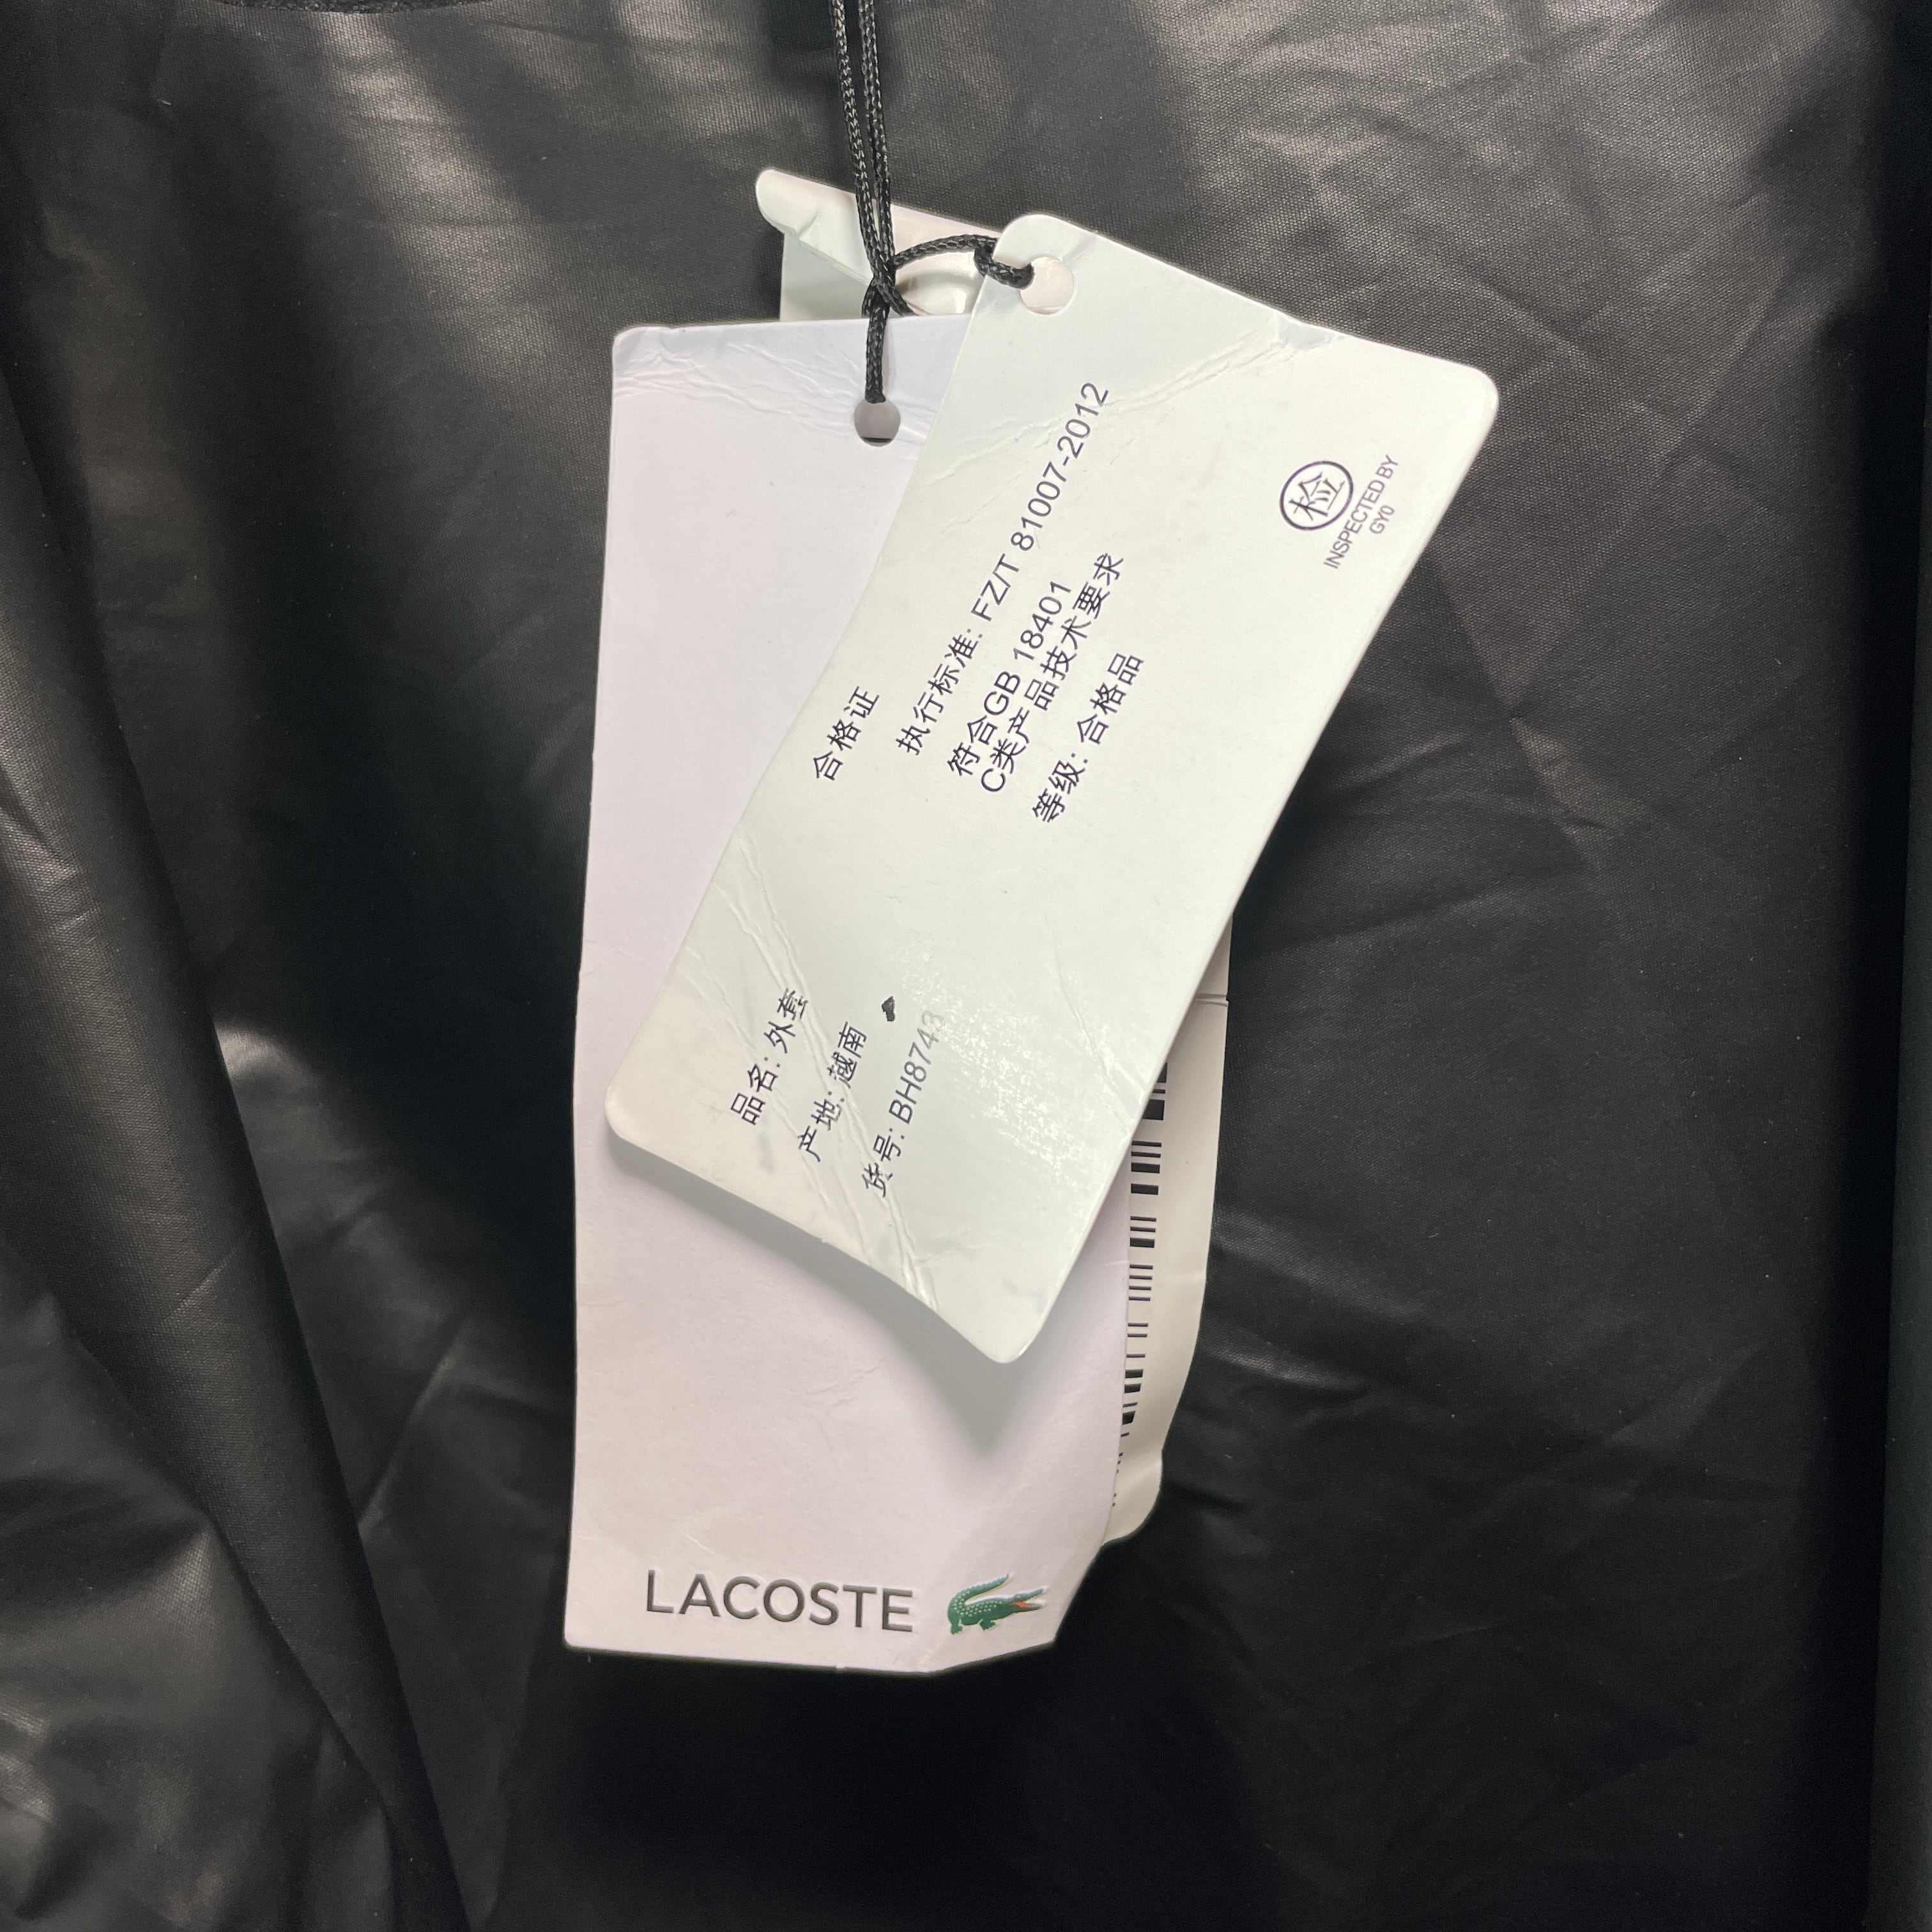 合格证
执行标准: FZ/T 81007-2012
符合GB 18401
C类产品技术要求
等级: 合格品
检
INSPECTED BY
GY0
品名: 外套
产地: 越南
货号: BH8743
LACOSTE